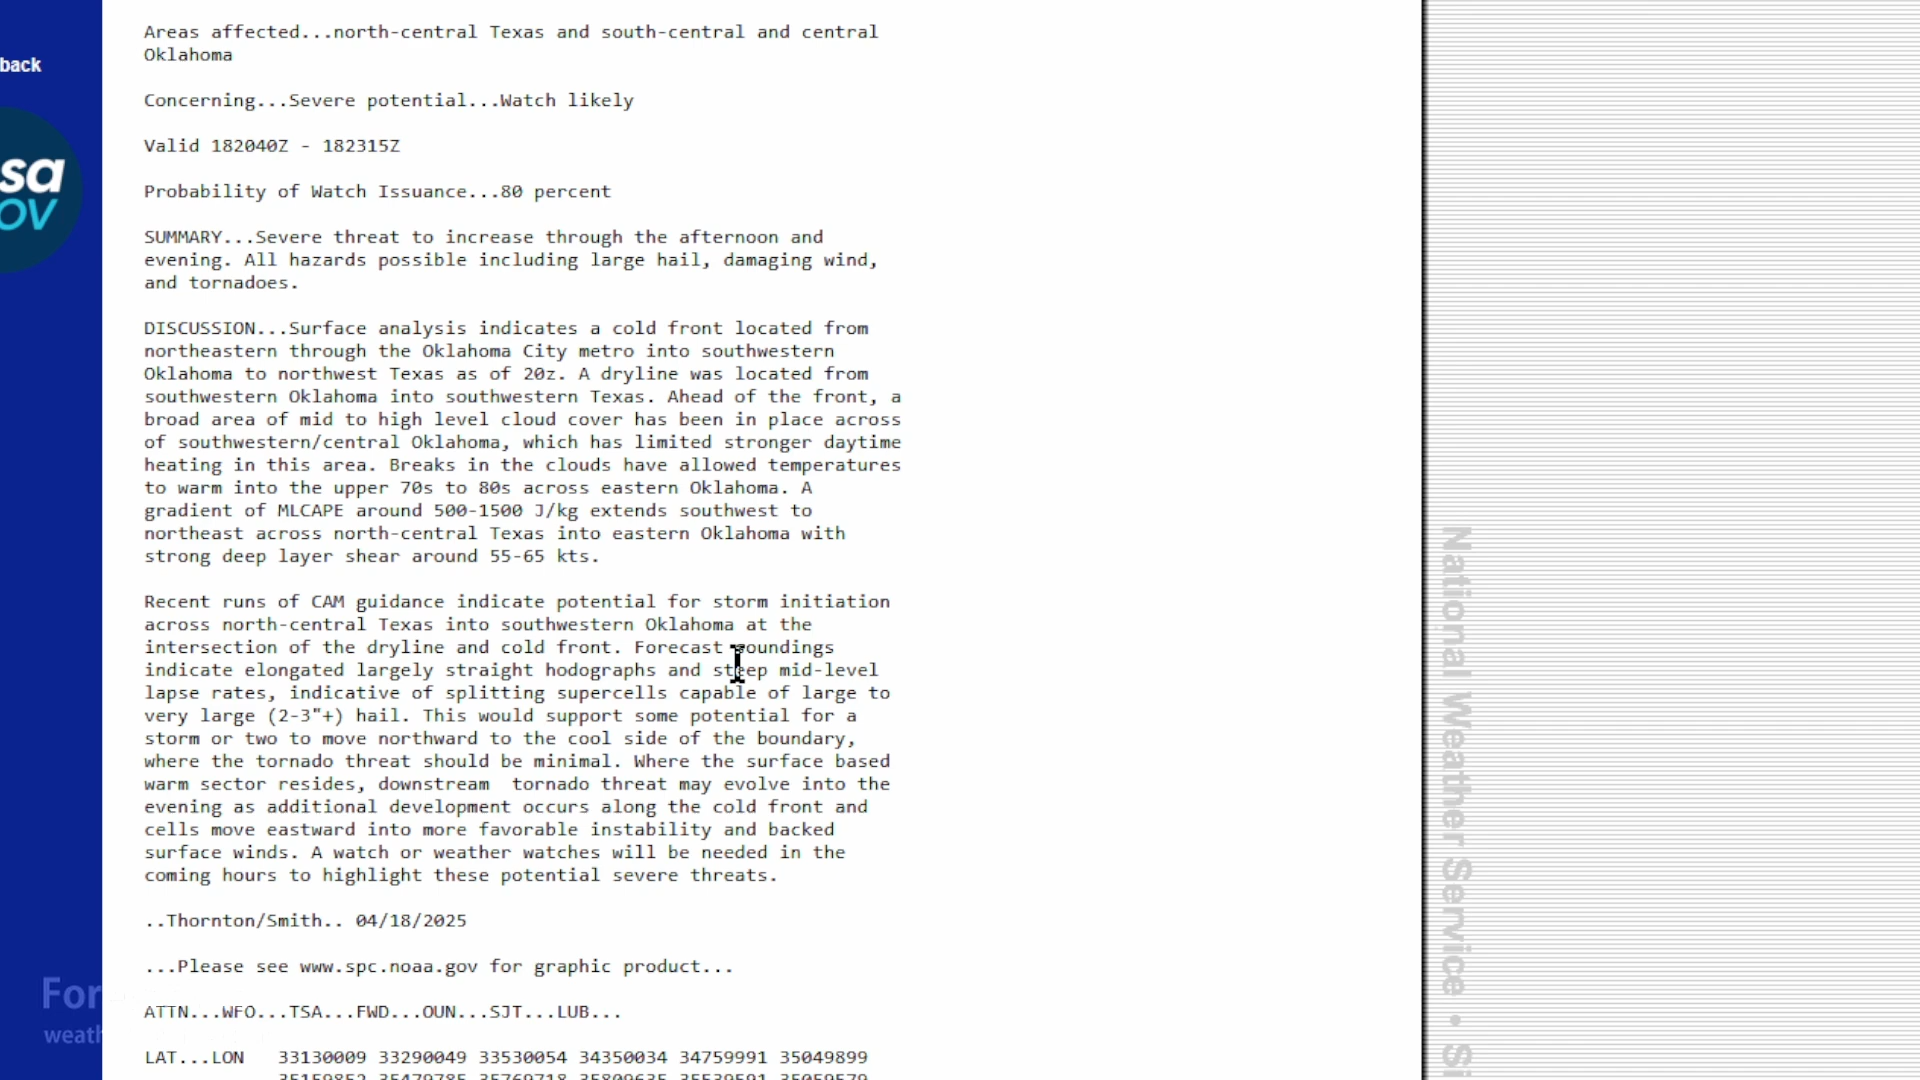 Areas affected...north-central Texas and south-central and central
Oklahoma
back
Concerning...Severe potential...Watch likely
Valid 182040Z - 182315Z
sa
ov
Probability of Watch Issuance...80 percent
SUMMARY...Severe threat to increase through the afternoon and
evening. All hazards possible including large hail, damaging wind,
and tornadoes.
DISCUSSION...Surface analysis indicates a cold front located from
northeastern through the Oklahoma City metro into southwestern
Oklahoma to northwest Texas as of 20z. A dryline was located from
southwestern Oklahoma into southwestern Texas. Ahead of the front, a
broad area of mid to high level cloud cover has been in place across
of southwestern/central Oklahoma, which has limited stronger daytime
heating in this area. Breaks in the clouds have allowed temperatures
to warm into the upper 70s to 80s across eastern Oklahoma. A
gradient of MLCAPE around 500-1500 J/kg extends southwest to
northeast across north-central Texas into eastern Oklahoma with
strong deep layer shear around 55-65 kts.
Recent runs of CAM guidance indicate potential for storm initiation
across north-central Texas into southwestern Oklahoma at the
intersection of the dryline and cold front. Forecast soundings
indicate elongated largely straight hodographs and steep mid-level
lapse rates, indicative of splitting supercells capable of large to
very large (2-3"+) hail. This would support some potential for a
storm or two to move northward to the cool side of the boundary,
where the tornado threat should be minimal. Where the surface based
warm sector resides, downstream  tornado threat may evolve into the
evening as additional development occurs along the cold front and
cells move eastward into more favorable instability and backed
surface winds. A watch or weather watches will be needed in the
coming hours to highlight these potential severe threats.
..Thornton/Smith.. 04/18/2025
...Please see www.spc.noaa.gov for graphic product...
For
weath
ATTN...WFO...TSA...FWD...OUN...SJT...LUB...
LAT...LON 33130009 33290049 33530054 34350034 34759991 35049899
National Weather Service • S